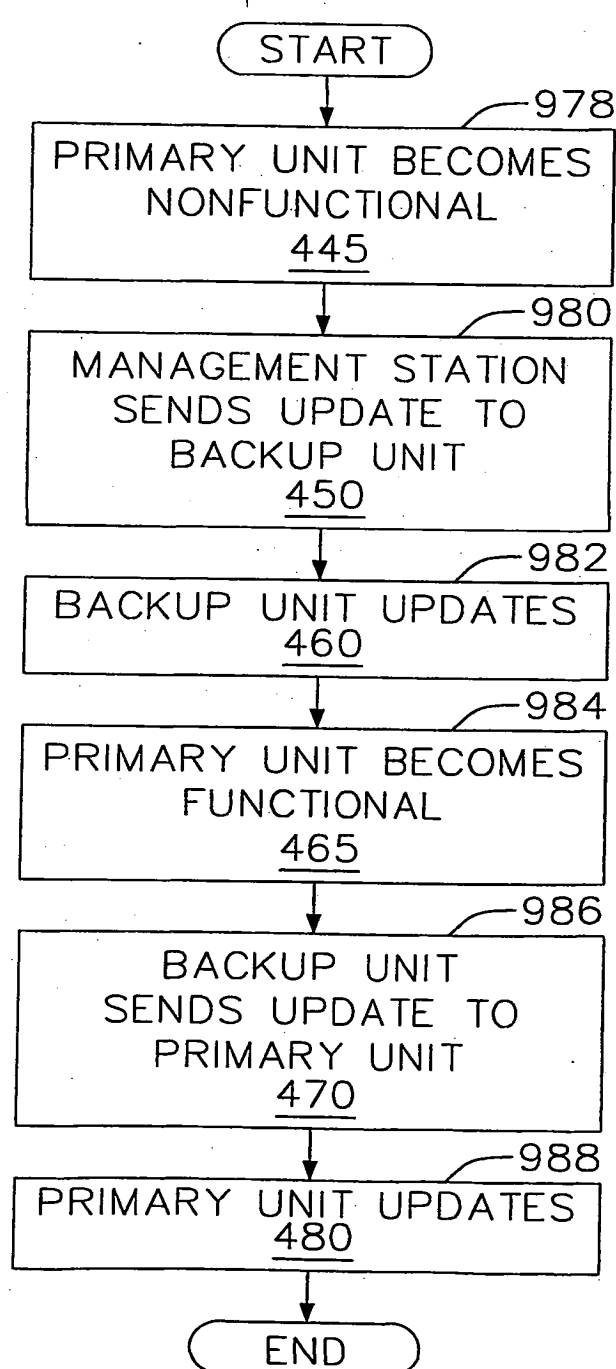 START
978
PRIMARY UNIT BECOMES
NONFUNCTIONAL
445
980
MANAGEMENT STATION
SENDS UPDATE TO
BACKUP UNIT
450
982
BACKUP UNIT UPDATES
460
984
PRIMARY UNIT BECOMES
FUNCTIONAL
465
986
BACKUP UNIT
SENDS UPDATE TO
PRIMARY UNIT
470
988
PRIMARY UNIT UPDATES
480
END